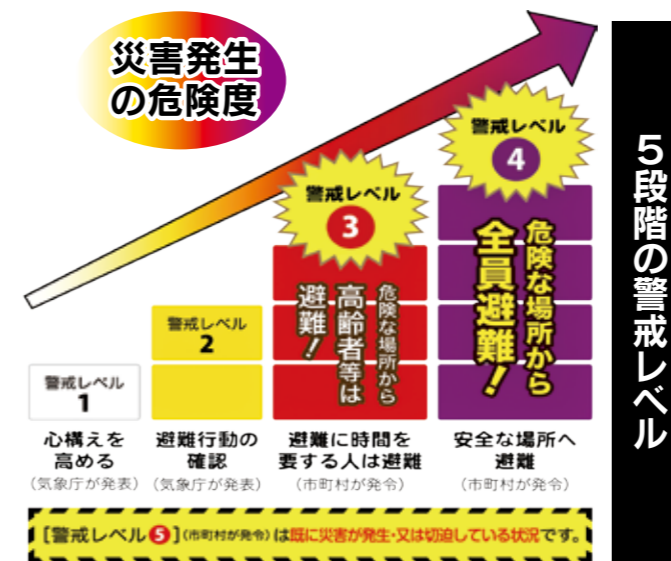 災害発生
の危険度
5段階の警戒レベル
警戒レベル
4
危険な場所から
全員避難！
警戒レベル
3
危険な場所から
高齢者等は
避難！
警戒レベル
2
警戒レベル
1
心構えを
高める
(気象庁が発表)
避難行動の
確認
(気象庁が発表)
避難に時間を
要する人は避難
(市町村が発令)
安全な場所へ
避難
(市町村が発令)
[警戒レベル5](市町村が発令)は既に災害が発生・又は切迫している状況です。